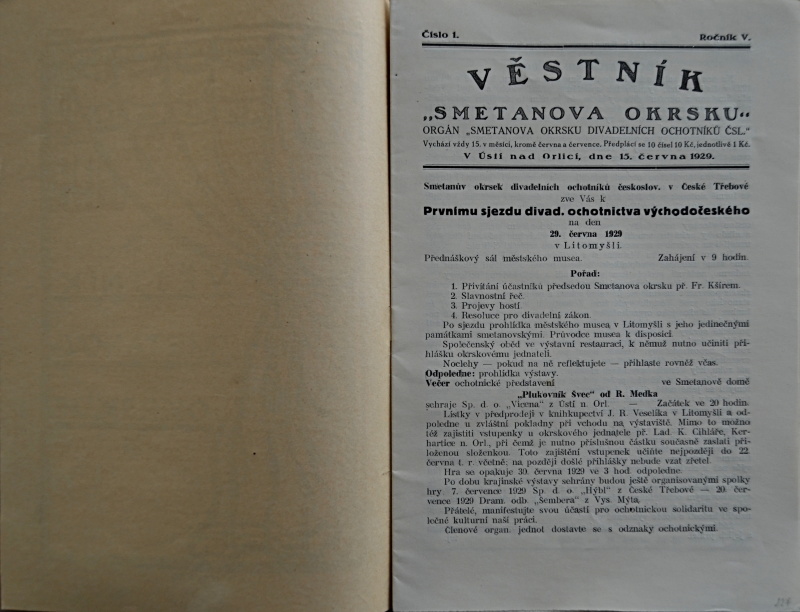 Číslo 1. Ročník V.
VĚSTNÍK
„SMETANOVA OKRSKU“
ORGÁN „SMETANOVA OKRSKU DIVADELNÍCH OCHOTNÍKŮ ČSL.“
Vychází vždy 15. v měsíci, kromě června a července. Předplácí se 10 čísel 10 Kč, jednotlivě 1 Kč.
V Ústí nad Orlicí, dne 15. června 1929.
Smetanův okrsek divadelních ochotníků českoslov. v České Třebové
zve Vás k
Prvnímu sjezdu divad. ochotnictva východočeského
na den
29. června 1929
v Litomyšli.
Přednáškový sál městského musea. Zahájení v 9 hodin.
Pořad:
1. Přivítání účastníků předsedou Smetanova okrsku př. Fr. Kšírem.
2. Slavnostní řeč.
3. Projevy hostí.
4. Resoluce pro divadelní zákon.
Po sjezdu prohlídka městského musea v Litomyšli s jeho jedinečnými
památkami smetanovskými. Průvodce musea k disposici.
Společenský oběd ve výstavní restauraci, k němuž nutno učiniti při-
hlášku okrskovému jednateli.
Noclehy — pokud na ně reflektujete — přihlaste rovněž včas.
Odpoledne: prohlídka výstavy.
Večer ochotnické představení ve Smetanově domě
„Plukovník Švec“ od R. Medka
sehraje Sp. d. o. „Vicena“ z Ústí n. Orl. — Začátek ve 20 hodin.
Lístky v předprodeji v knihkupectví J. R. Veselíka v Litomyšli a od-
poledne u zvláštní pokladny při vchodu na výstaviště. Mimo to možno
též zajistiti vstupenky u okrskového jednatele př. Lad. K. Cihláře, Ker-
hartice n. Orl., při čemž je nutno příslušnou částku současně zaslati při-
loženou složenkou. Toto zajištění vstupenek učiňte nejpozději do 22.
června t. r. včetně; na později došlé přihlášky nebude vzat zřetel.
Hra se opakuje 30. června 1929 ve 3 hod. odpoledne.
Po dobu krajinské výstavy sehrány budou ještě organisovanými spolky
hry: 7. července 1929 Sp. d. o. „Hýbl“ z České Třebové — 20. čer-
vence 1929 Dram. odb. „Šembera“ z Vys. Mýta.
Přátelé, manifestujte svou účastí pro ochotnickou solidaritu ve spo-
lečné kulturní naší práci.
Členové organ. jednot dostavte se s odznaky ochotnickými.